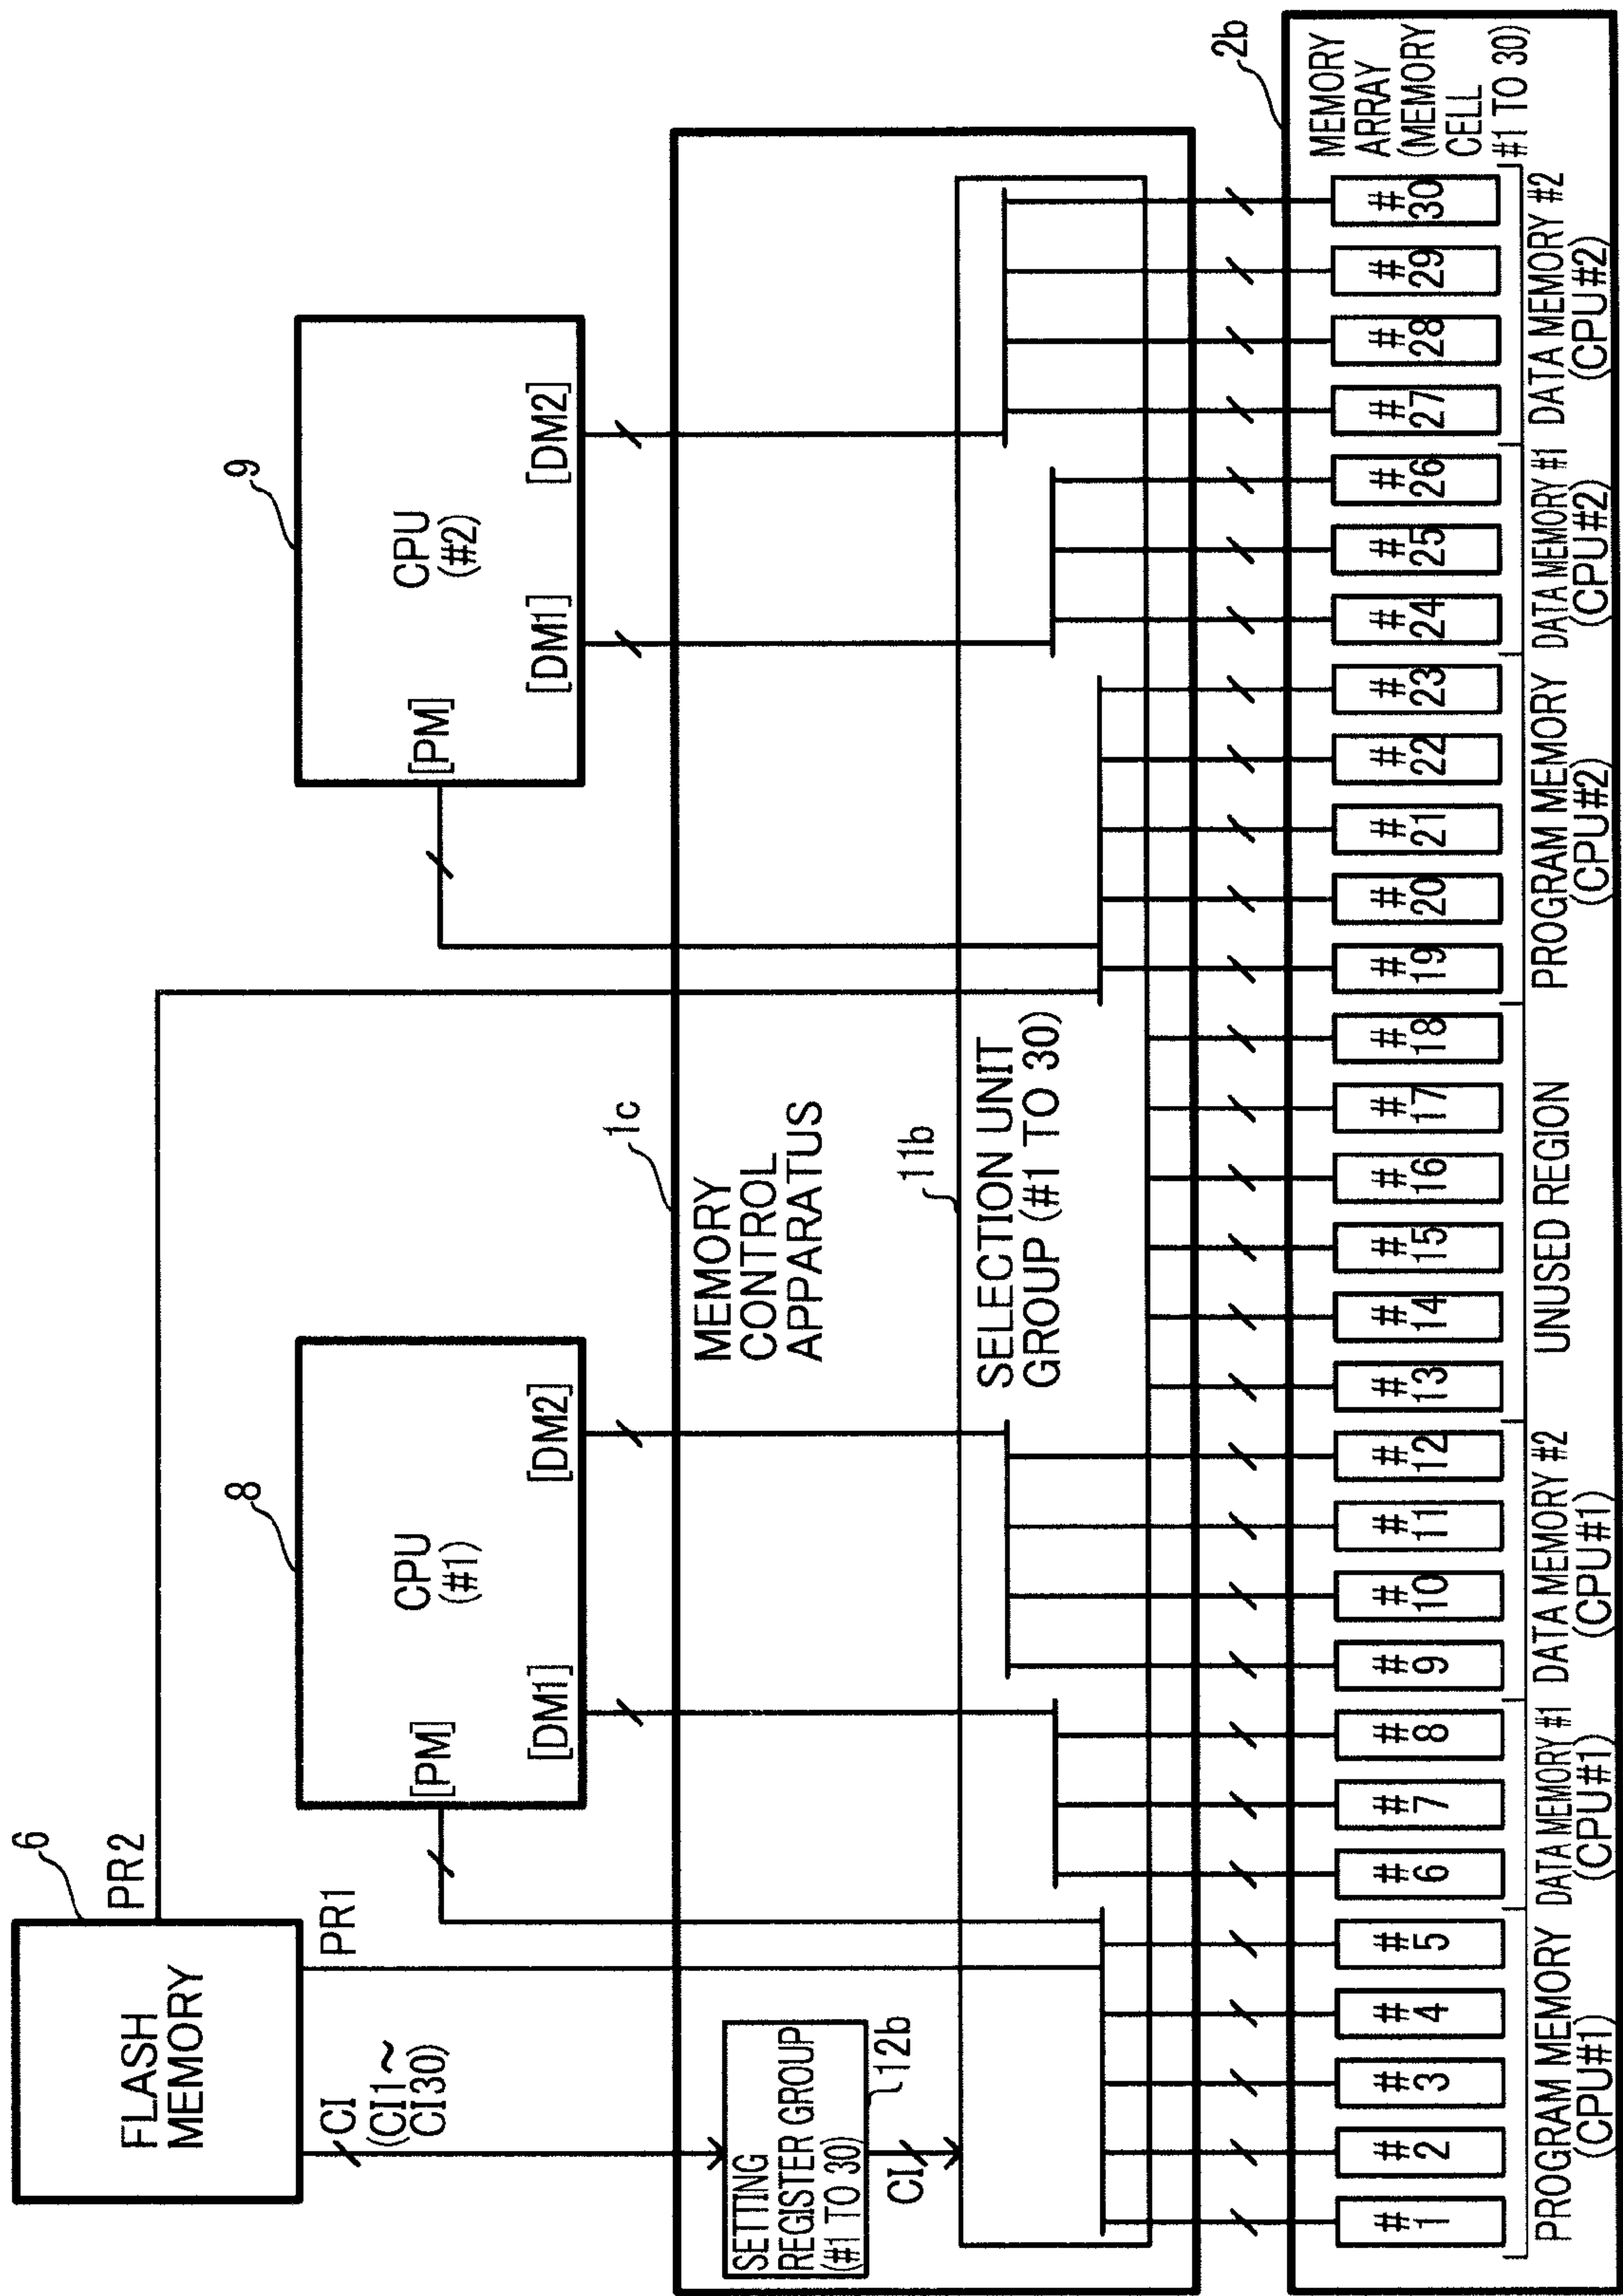 6
FLASH
MEMORY
PR2
PR1
CI
(CI1~
CI30)
8
CPU
(#1)
[PM]
[DM1]
[DM2]
9
CPU
(#2)
[PM]
[DM1]
[DM2]
1c
MEMORY
CONTROL
APPARATUS
SETTING
REGISTER GROUP
(#1 TO 30)
12b
CI
11b
SELECTION UNIT
GROUP (#1 TO 30)
2b
MEMORY
ARRAY
(MEMORY
CELL
#1 TO 30)
#1
#2
#3
#4
#5
#6
#7
#8
#9
#10
#11
#12
#13
#14
#15
#16
#17
#18
#19
#20
#21
#22
#23
#24
#25
#26
#27
#28
#29
#30
PROGRAM MEMORY
(CPU#1)
DATA MEMORY #1
(CPU#1)
DATA MEMORY #2
(CPU#1)
UNUSED REGION
PROGRAM MEMORY
(CPU#2)
DATA MEMORY #1
(CPU#2)
DATA MEMORY #2
(CPU#2)